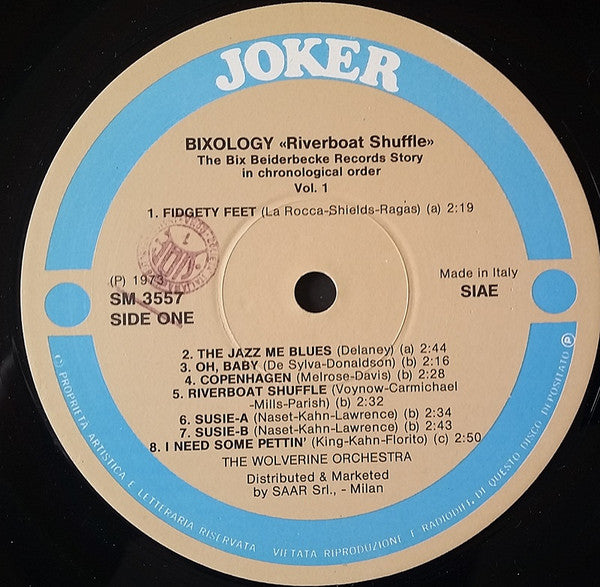 JOKER
BIXOLOGY «Riverboat Shuffle»
The Bix Beiderbecke Records Story
in chronological order
Vol. 1
1. FIDGETY FEET (La Rocca-Shields-Ragas) (a) 2:19
(P) 1973
SM 3557
SIDE ONE
Made in Italy
SIAE
2. THE JAZZ ME BLUES (Delaney) (a) 2:44
3. OH, BABY (De Sylva-Donaldson) (b) 2:16
4. COPENHAGEN (Melrose-Davis) (b) 2:28
5. RIVERBOAT SHUFFLE (Voynow-Carmichael
-Mills-Parish) (b) 2:32
6. SUSIE-A (Naset-Kahn-Lawrence) (b) 2:34
7. SUSIE-B (Naset-Kahn-Lawrence) (b) 2:43
8. I NEED SOME PETTIN' (King-Kahn-Florito) (c) 2:50
THE WOLVERINE ORCHESTRA
Distributed & Marketed
by SAAR Srl., - Milan
© PROPRIETA ARTISTICA E LETTERARIA RISERVATA VIETATA RIPRODUZIONE E RADIODIFF. DI QUESTO DISCO DEPOSITATO Ⓟ